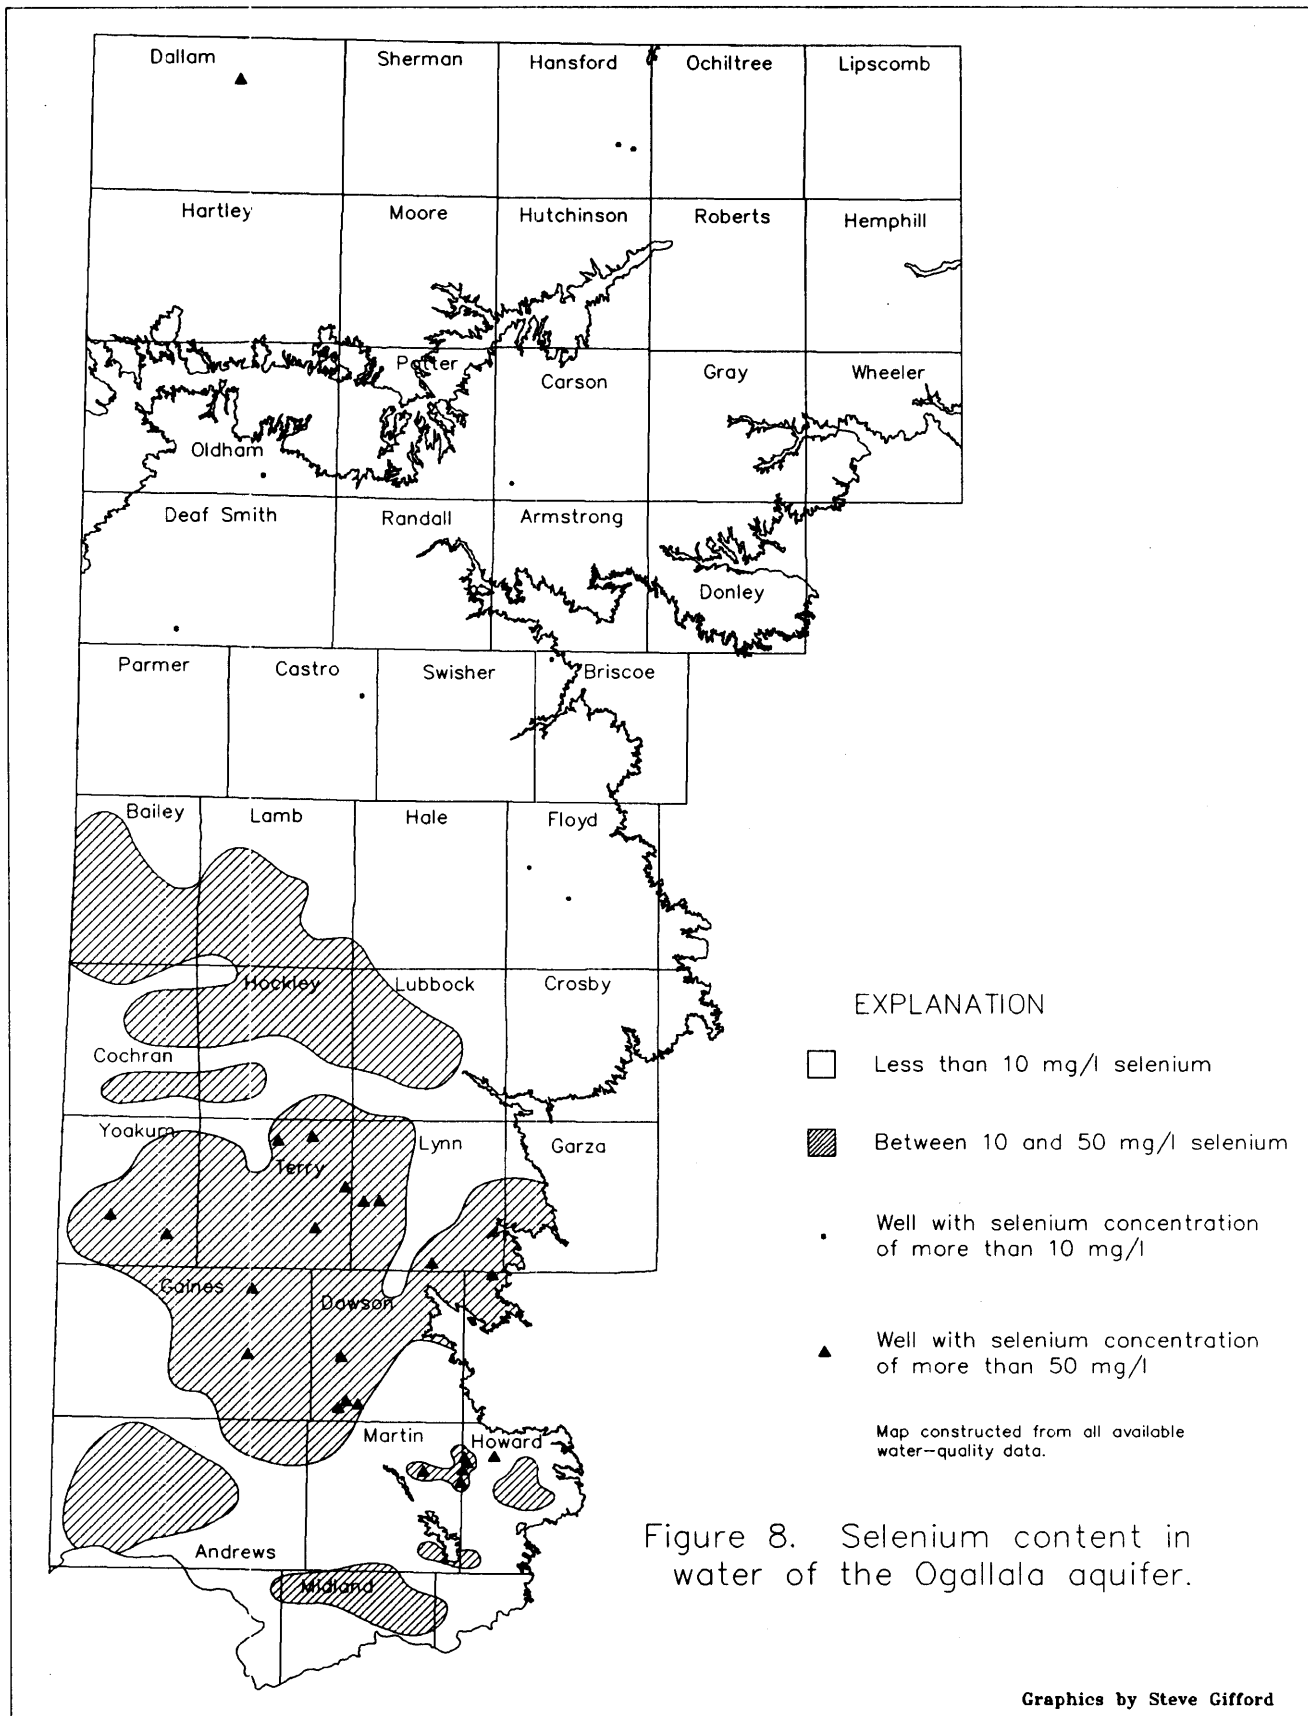 Dallam
Sherman
Hansford
Ochiltree
Lipscomb
Hartley
Moore
Hutchinson
Roberts
Hemphill
Potter
Carson
Gray
Wheeler
Oldham
Deaf Smith
Randall
Armstrong
Donley
Parmer
Castro
Swisher
Briscoe
Bailey
Lamb
Hale
Floyd
Hockley
Lubbock
Crosby
Cochran
Yoakum
Terry
Lynn
Garza
Gaines
Dawson
Martin
Howard
Andrews
Midland
EXPLANATION
Less than 10 mg/l selenium
Between 10 and 50 mg/l selenium
Well with selenium concentration
of more than 10 mg/l
Well with selenium concentration
of more than 50 mg/l
Map constructed from all available
water-quality data.
Figure 8. Selenium content in
water of the Ogallala aquifer.
Graphics by Steve Gifford